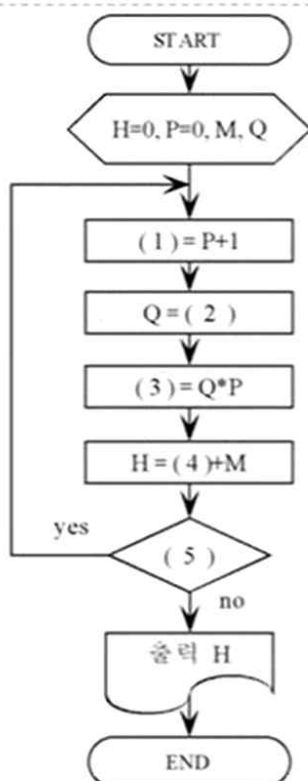 START
H=0, P=0, M, Q
( 1 ) = P+1
Q = ( 2 )
( 3 ) = Q*P
H = ( 4 )+M
( 5 )
yes
no
출력 H
END